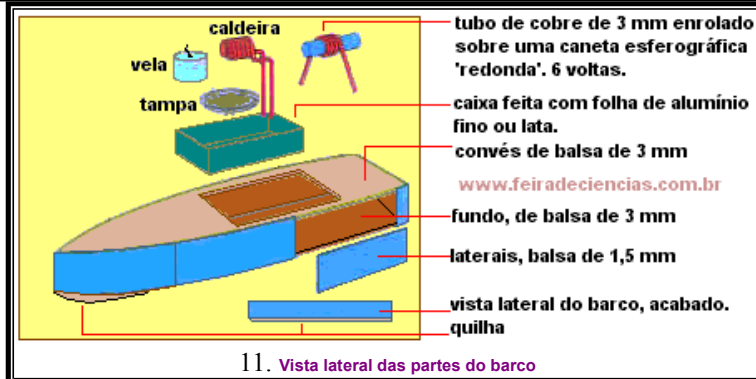 caldeira
vela
tampa
tubo de cobre de 3 mm enrolado
sobre uma caneta esferográfica
'redonda'. 6 voltas.
caixa feita com folha de alumínio
fino ou lata.
convés de balsa de 3 mm
www.feiradeciencias.com.br
fundo, de balsa de 3 mm
laterais, balsa de 1,5 mm
vista lateral do barco, acabado.
quilha
11. Vista lateral das partes do barco